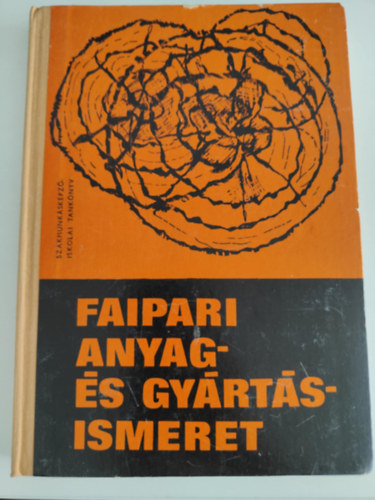 SZAKMUNKÁSKÉPZŐ
ISKOLAI TANKÖNYV
FAIPARI
ANYAG-
ÉS GYÁRTÁS-
ISMERET